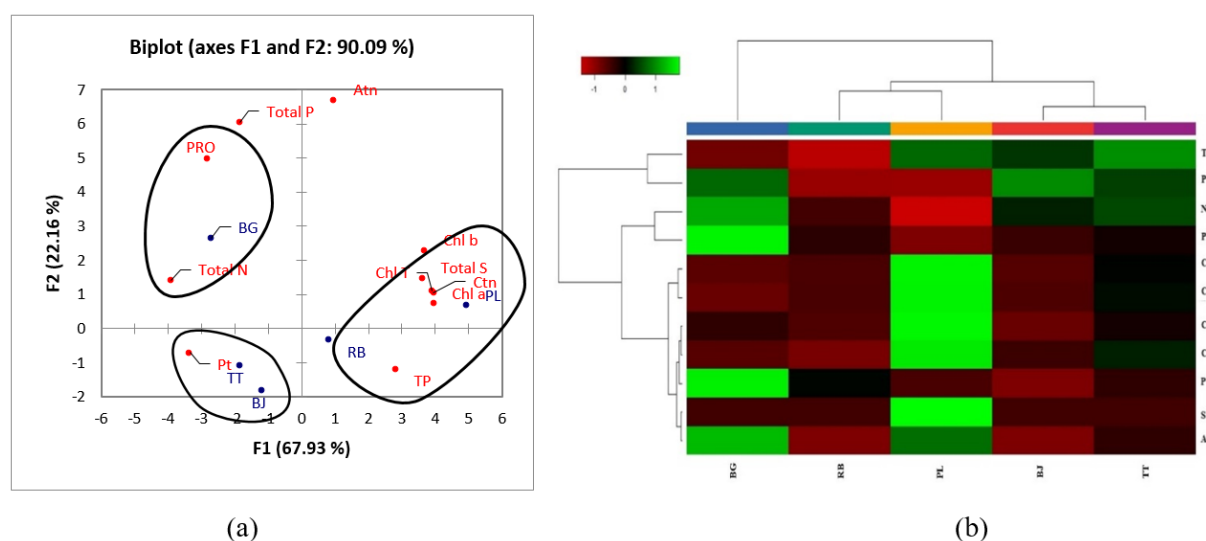 Biplot (axes F1 and F2: 90.09 %)
7
6
5
4
3
2
1
0
-1
-2
F2 (22.16 %)
Atn
Total P
PRO
BG
Total N
Chl b
Chl T
Total S
Ctn
Chl a
PL
RB
TP
Pt
TT
BJ
-6 -5 -4 -3 -2 -1 0 1 2 3 4 5 6
F1 (67.93 %)
(a)
-1 0 1
T
P
N
P
C
C
C
C
P
S
A
BG RB PL BJ TT
(b)